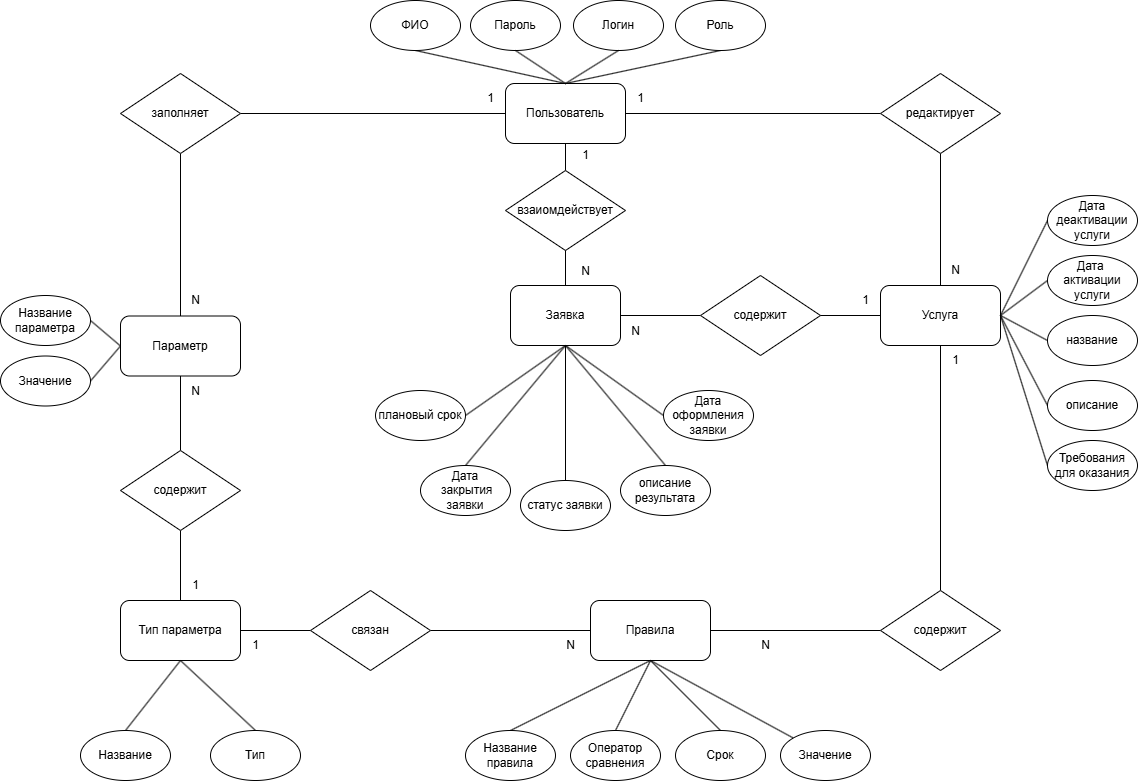 ФИО
Пароль
Логин
Роль
заполняет
1
Пользователь
1
редактирует
1
взаиомдействует
Дата
деактивации
услуги
N
N
N
Дата
активации
услуги
Название
параметра
Параметр
Заявка
N
содержит
1
Услуга
название
1
Значение
N
плановый срок
Дата
оформления
заявки
описание
Требования
для оказания
содержит
Дата
закрытия
заявки
статус заявки
описание
результата
1
Тип параметра
1
связан
N
Правила
N
содержит
Название
Тип
Название
правила
Оператор
сравнения
Срок
Значение